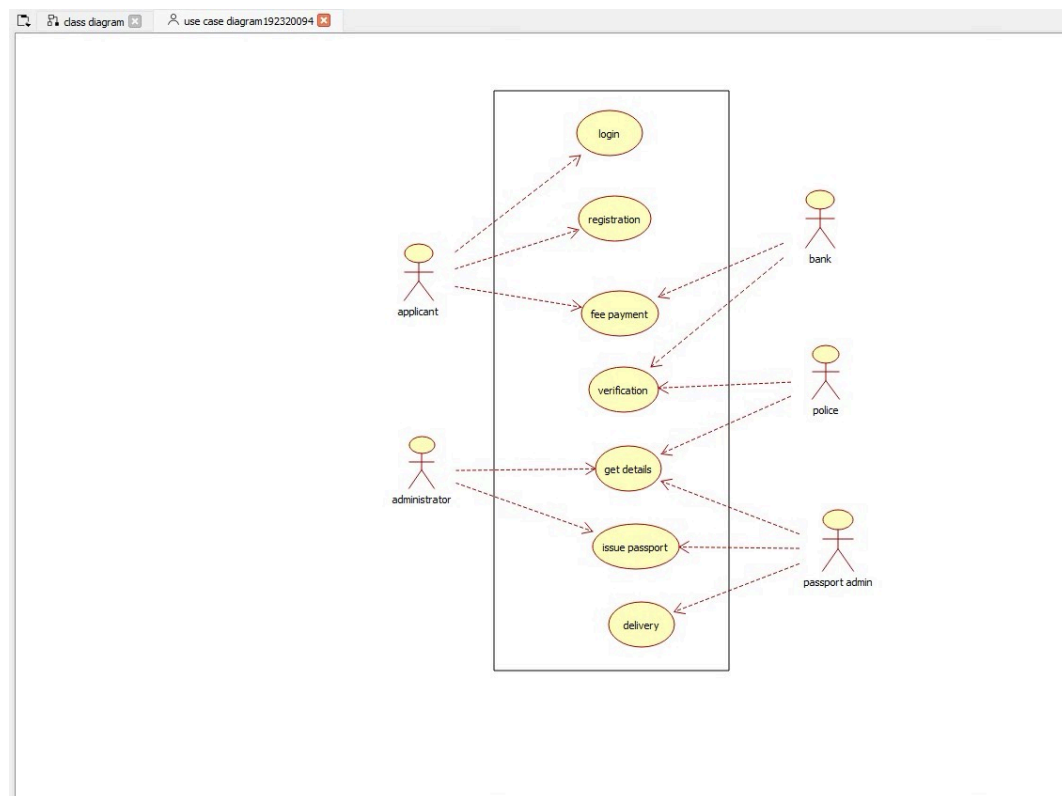 class diagram
use case diagram192320094
login
registration
bank
applicant
fee payment
verification
police
get details
administrator
issue passport
passport admin
delivery